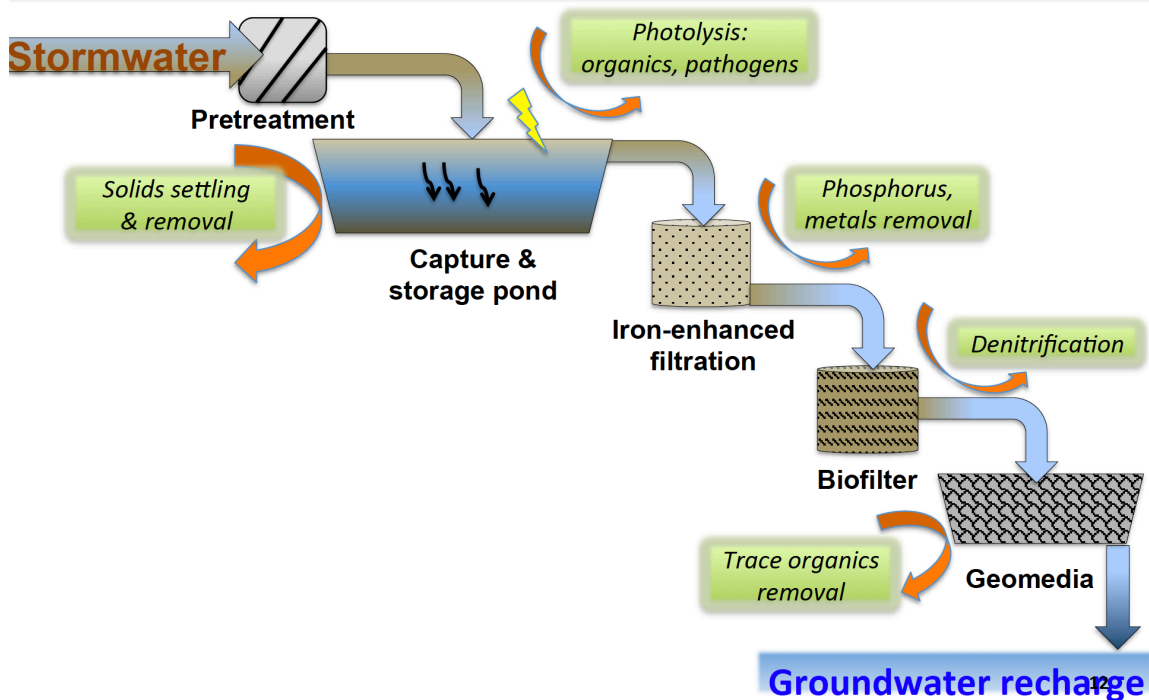 Stormwater
Pretreatment
Photolysis:
organics, pathogens
Solids settling
& removal
Capture &
storage pond
Phosphorus,
metals removal
Iron-enhanced
filtration
Denitrification
Biofilter
Trace organics
removal
Geomedia
Groundwater recharge
12